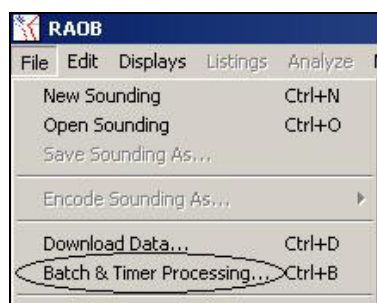 RAOB
File Edit Displays Listings Analyze
New Sounding Ctrl+N
Open Sounding Ctrl+O
Save Sounding As...
Encode Sounding As...
Download Data... Ctrl+D
Batch & Timer Processing... Ctrl+B